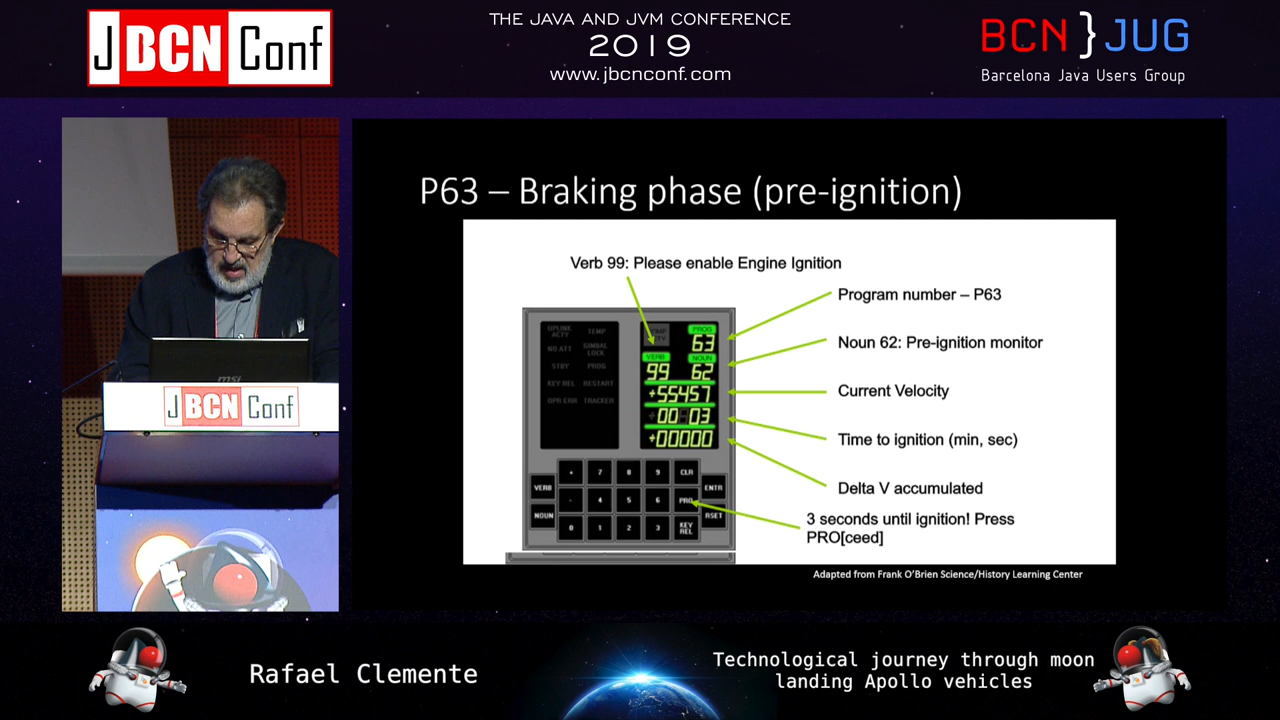 J BCN Conf
THE JAVA AND JVM CONFERENCE
2019
www.jbcnconf.com
BCN}JUG
Barcelona Java Users Group
P63 – Braking phase (pre-ignition)
Verb 99: Please enable Engine Ignition
Program number – P63
Noun 62: Pre-ignition monitor
Current Velocity
Time to ignition (min, sec)
Delta V accumulated
3 seconds until ignition! Press
PRO[ceed]
UPLINK ACTY TEMP
NO ATT GIMBAL LOCK
STBY PROG
KEY REL RESTART
OPR ERR TRACKER
PROG
63
VERB NOUN
99 62
+55457
00 03
+00000
VERB + 7 8 9 CLR ENTR
NOUN - 4 5 6 PRO RSET
0 1 2 3 KEY REL
Adapted from Frank O'Brien Science/History Learning Center
msi
J BCN Conf
Rafael Clemente
Technological journey through moon
landing Apollo vehicles